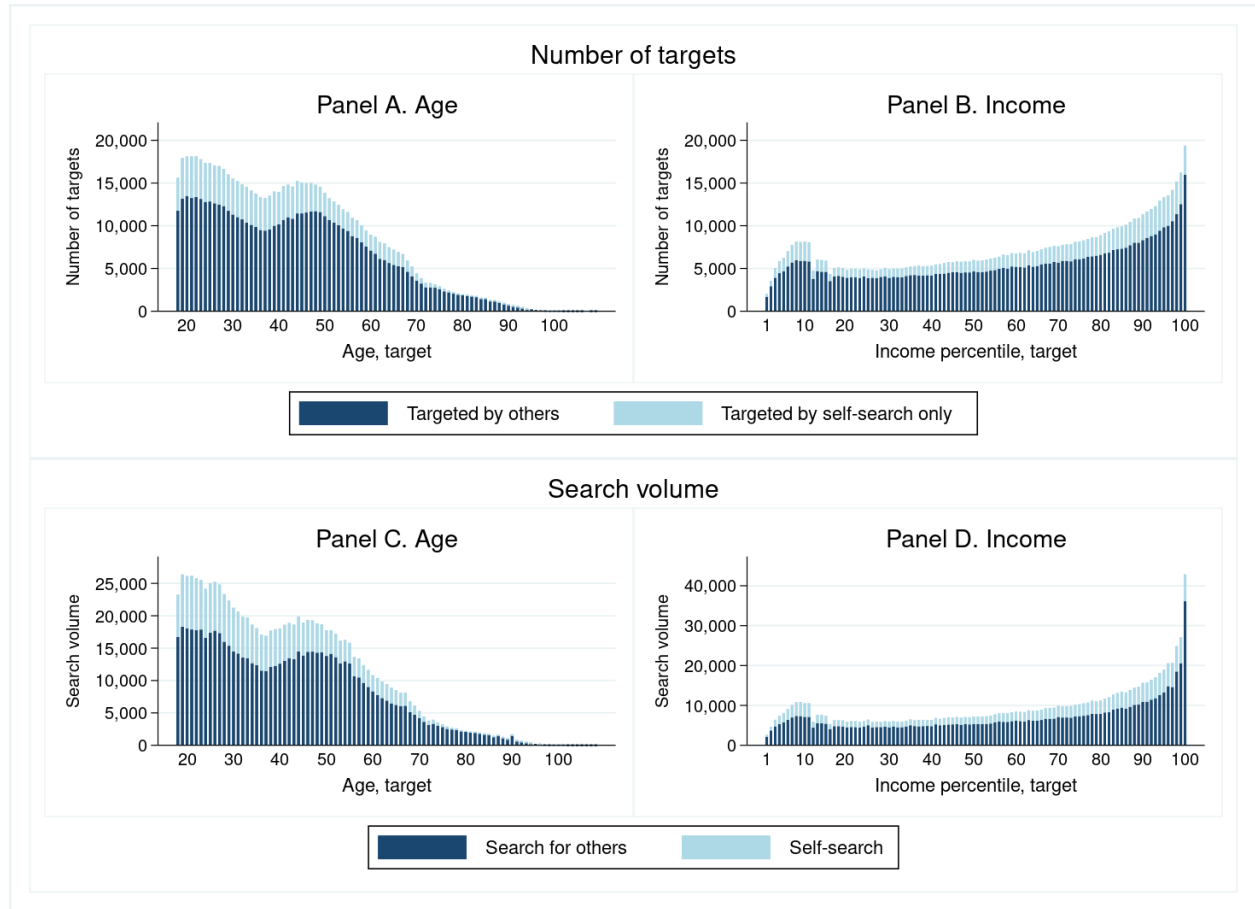 Number of targets
Panel A. Age
Number of targets
20,000
15,000
10,000
5,000
0
20 30 40 50 60 70 80 90 100
Age, target
Panel B. Income
Number of targets
20,000
15,000
10,000
5,000
0
1 10 20 30 40 50 60 70 80 90 100
Income percentile, target
Targeted by others
Targeted by self-search only
Search volume
Panel C. Age
Search volume
25,000
20,000
15,000
10,000
5,000
0
20 30 40 50 60 70 80 90 100
Age, target
Panel D. Income
Search volume
40,000
30,000
20,000
10,000
0
1 10 20 30 40 50 60 70 80 90 100
Income percentile, target
Search for others
Self-search